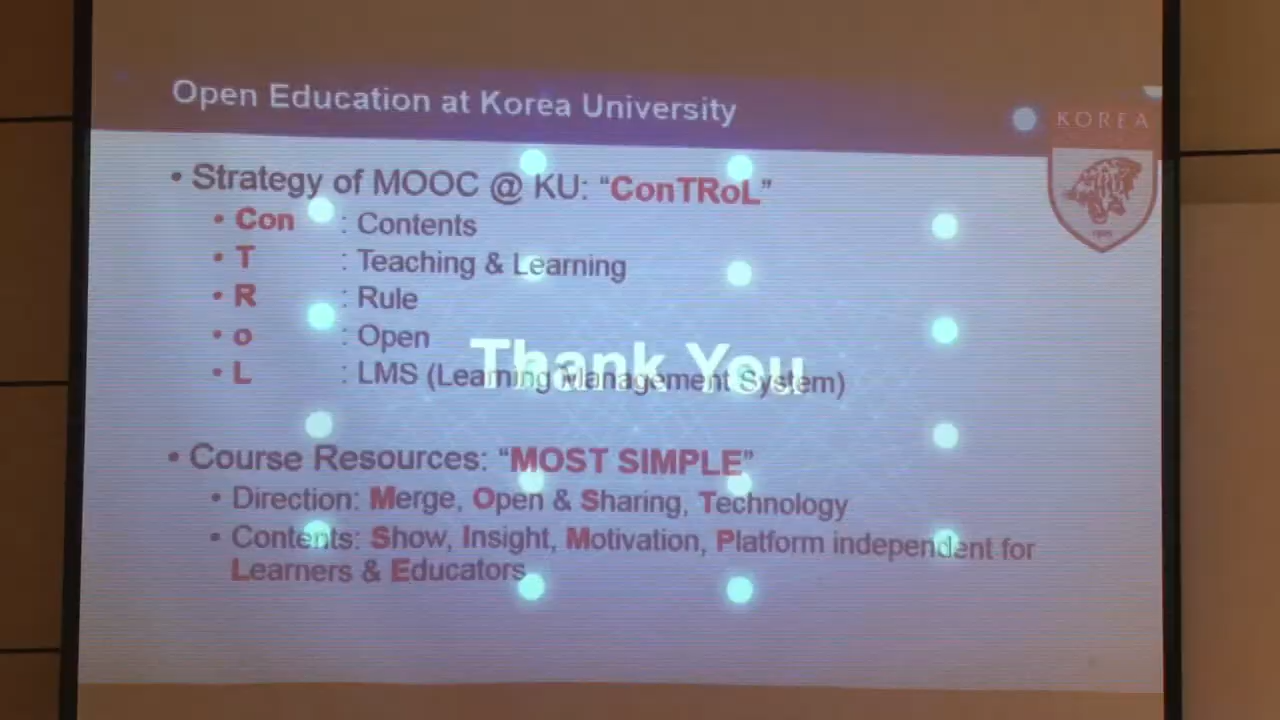 Open Education at Korea University
KOREA
• Strategy of MOOC @ KU: “ConTRoL”
• Con : Contents
• T : Teaching & Learning
• R : Rule
• o : Open
Thank You
• L : LMS (Learning Management System)
• Course Resources: “MOST SIMPLE”
• Direction: Merge, Open & Sharing, Technology
• Contents: Show, Insight, Motivation, Platform independent for
Learners & Educators